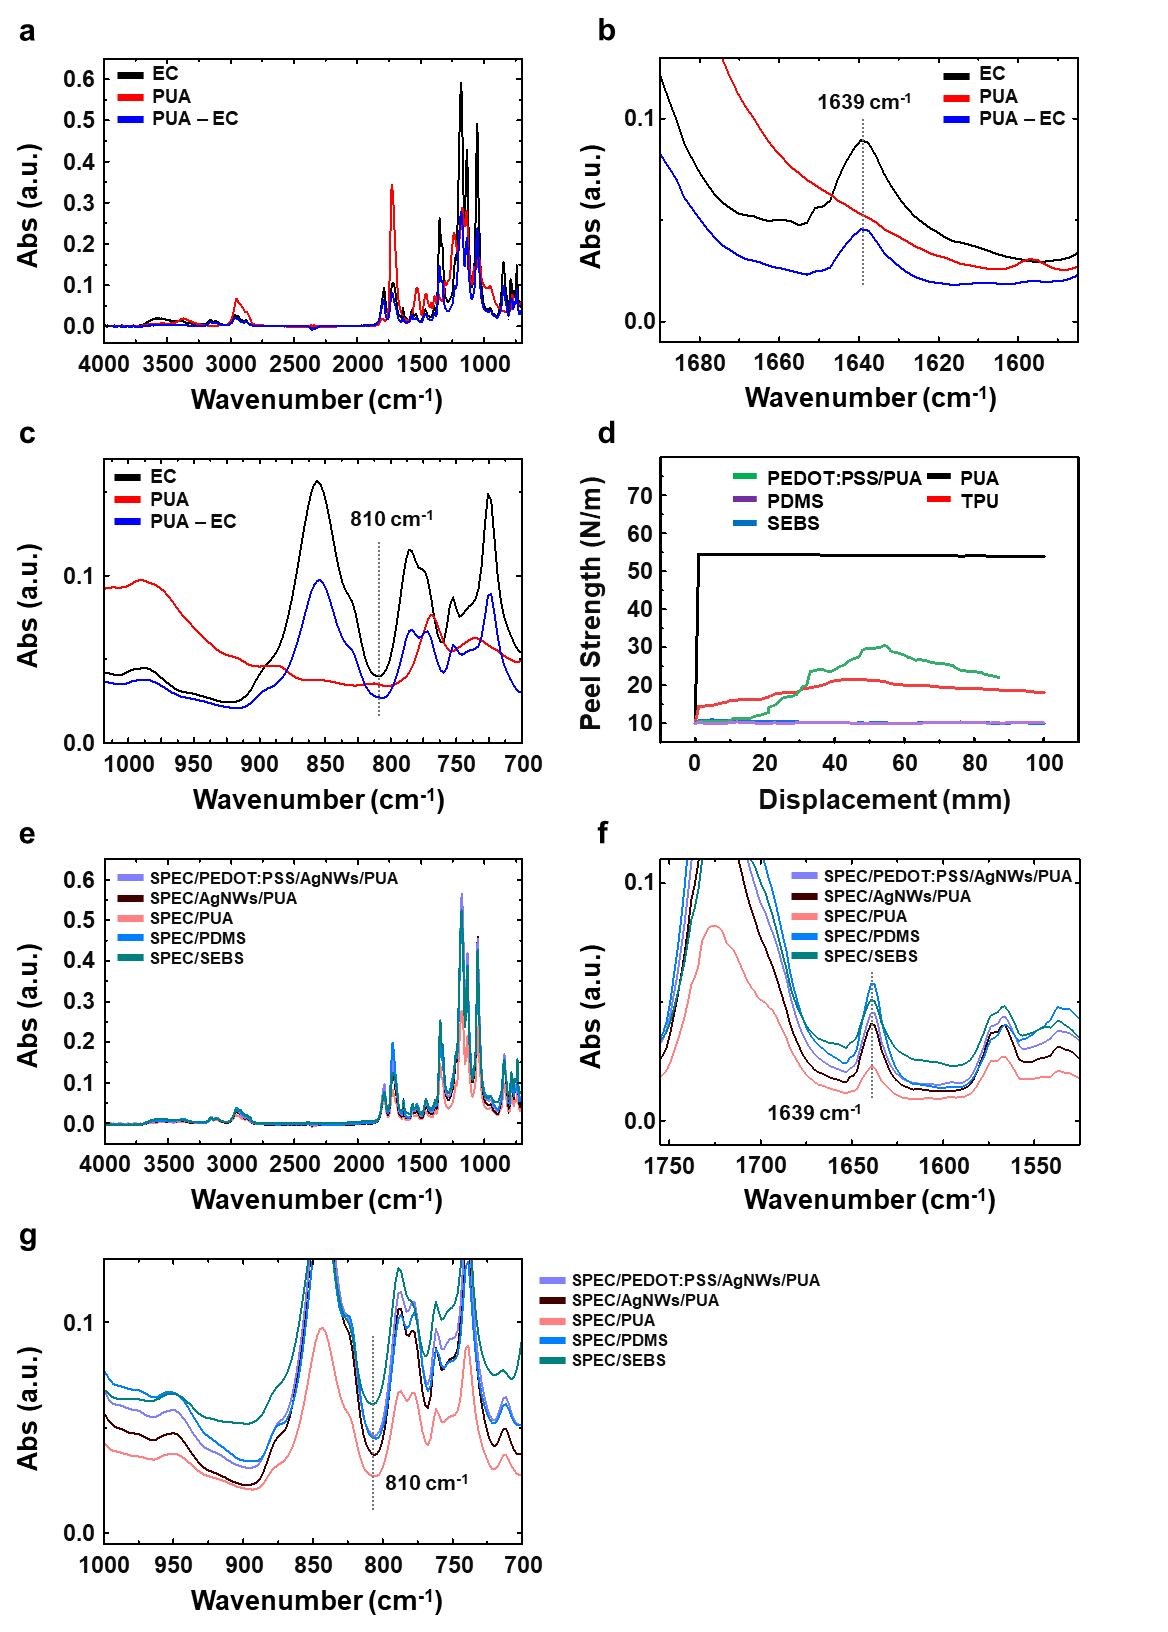 a
EC
PUA
PUA – EC
0.6
0.5
0.4
0.3
0.2
0.1
0.0
Abs (a.u.)
4000 3500 3000 2500 2000 1500 1000
Wavenumber (cm-1)
b
1639 cm-1
EC
PUA
PUA – EC
0.1
0.0
Abs (a.u.)
1680 1660 1640 1620 1600
Wavenumber (cm-1)
c
EC
PUA
PUA – EC
810 cm-1
0.1
0.0
Abs (a.u.)
1000 950 900 850 800 750 700
Wavenumber (cm-1)
d
PEDOT:PSS/PUA PUA
PDMS TPU
SEBS
70
60
50
40
30
20
10
Peel Strength (N/m)
0 20 40 60 80 100
Displacement (mm)
e
SPEC/PEDOT:PSS/AgNWs/PUA
SPEC/AgNWs/PUA
SPEC/PUA
SPEC/PDMS
SPEC/SEBS
0.6
0.5
0.4
0.3
0.2
0.1
0.0
Abs (a.u.)
4000 3500 3000 2500 2000 1500 1000
Wavenumber (cm-1)
f
SPEC/PEDOT:PSS/AgNWs/PUA
SPEC/AgNWs/PUA
SPEC/PUA
SPEC/PDMS
SPEC/SEBS
1639 cm-1
0.1
0.0
Abs (a.u.)
1750 1700 1650 1600 1550
Wavenumber (cm-1)
g
SPEC/PEDOT:PSS/AgNWs/PUA
SPEC/AgNWs/PUA
SPEC/PUA
SPEC/PDMS
SPEC/SEBS
810 cm-1
0.1
0.0
Abs (a.u.)
1000 950 900 850 800 750 700
Wavenumber (cm-1)